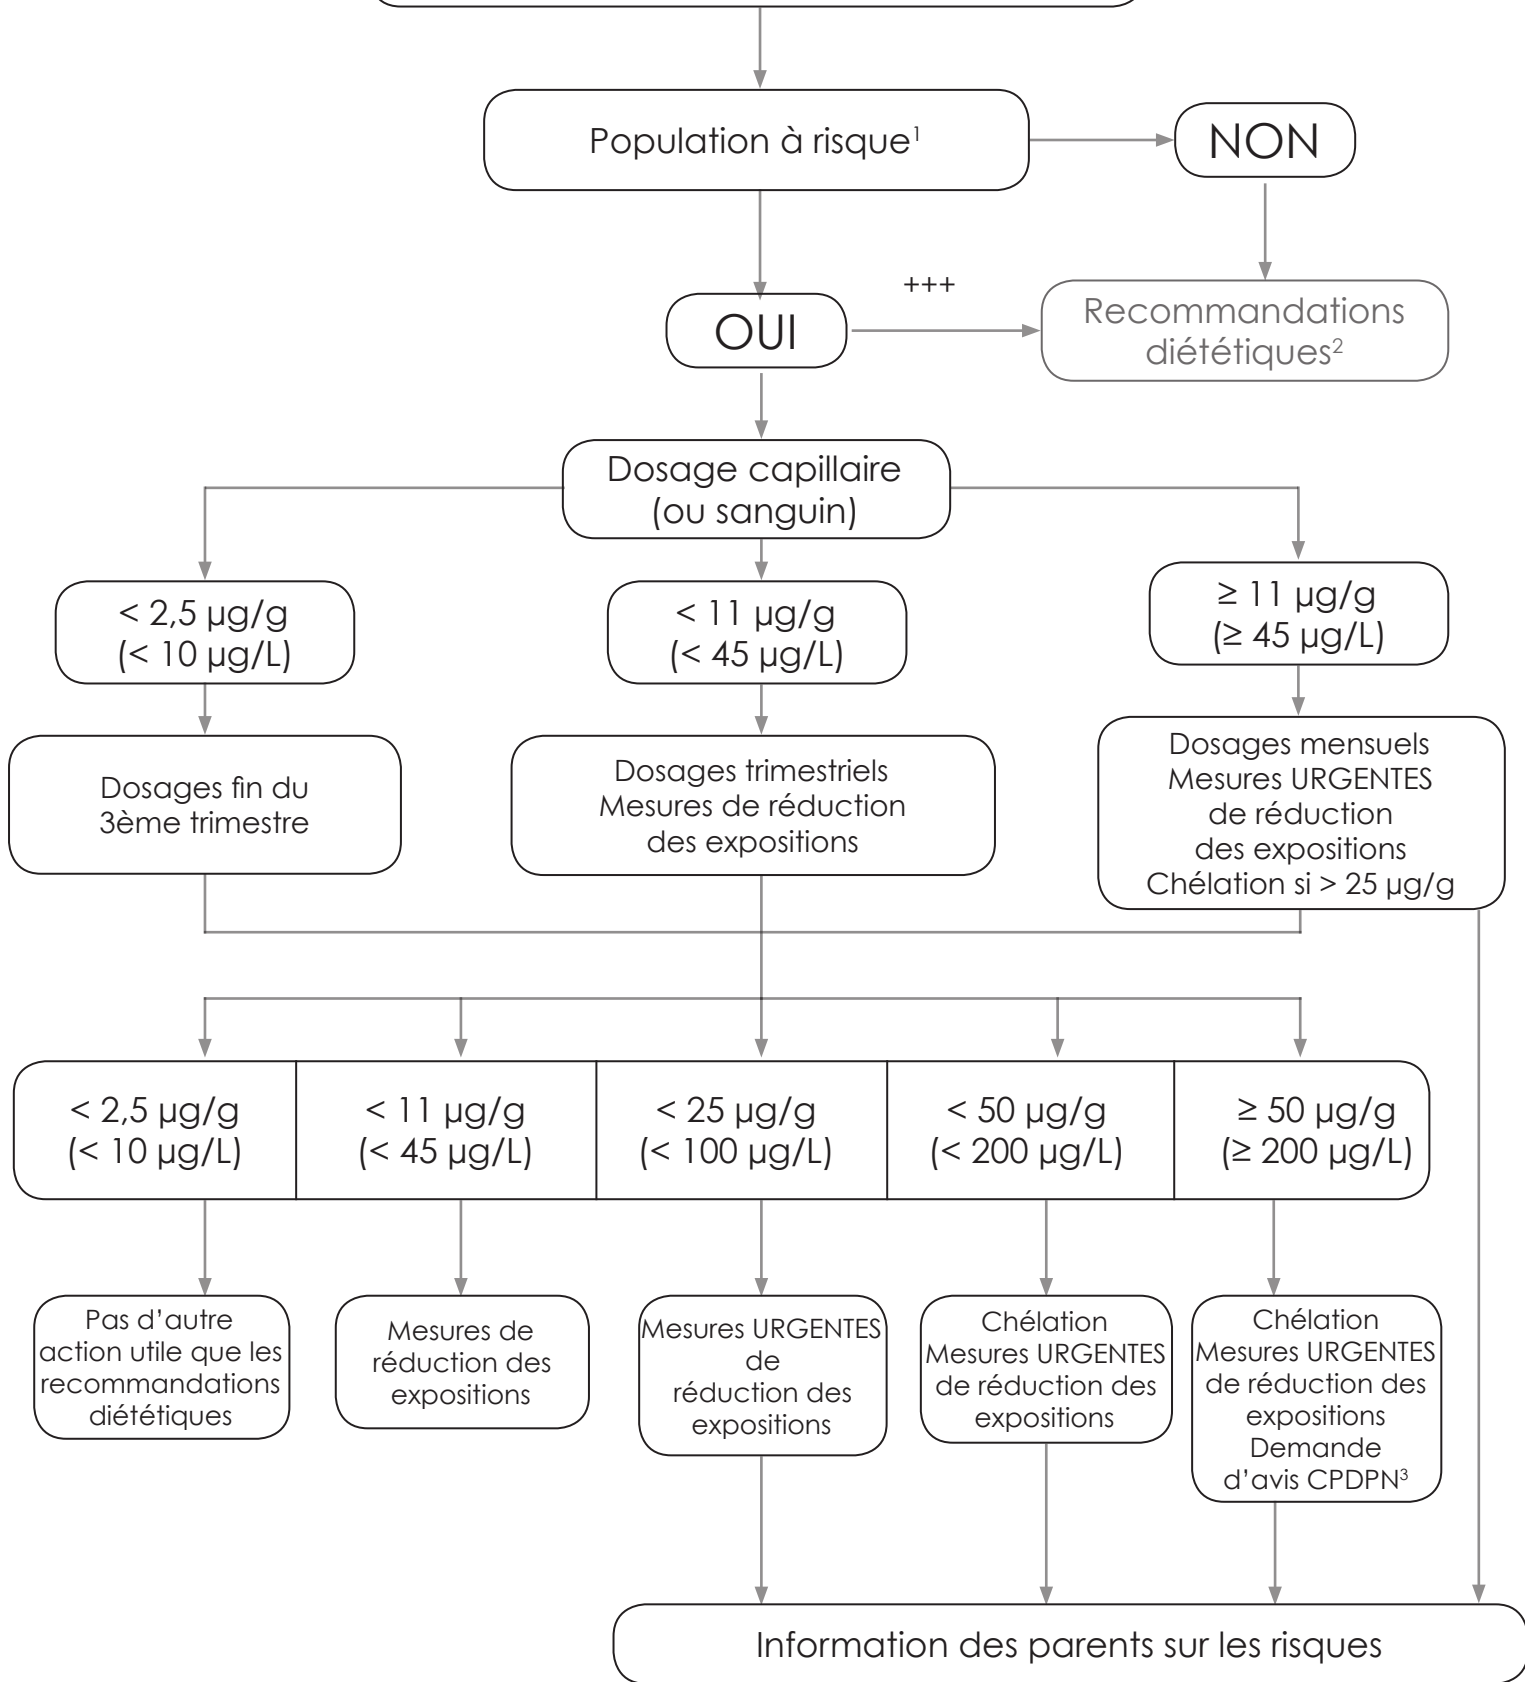 Population à risque¹
NON
+++
OUI
Recommandations
diététiques²
Dosage capillaire
(ou sanguin)
< 2,5 µg/g
(< 10 µg/L)
< 11 µg/g
(< 45 µg/L)
≥ 11 µg/g
(≥ 45 µg/L)
Dosages fin du
3ème trimestre
Dosages trimestriels
Mesures de réduction
des expositions
Dosages mensuels
Mesures URGENTES
de réduction
des expositions
Chélation si > 25 µg/g
< 2,5 µg/g
(< 10 µg/L)
< 11 µg/g
(< 45 µg/L)
< 25 µg/g
(< 100 µg/L)
< 50 µg/g
(< 200 µg/L)
≥ 50 µg/g
(≥ 200 µg/L)
Pas d’autre
action utile que les
recommandations
diététiques
Mesures de
réduction des
expositions
Mesures URGENTES
de
réduction des
expositions
Chélation
Mesures URGENTES
de réduction des
expositions
Chélation
Mesures URGENTES
de réduction des
expositions
Demande
d’avis CPDPN³
Information des parents sur les risques